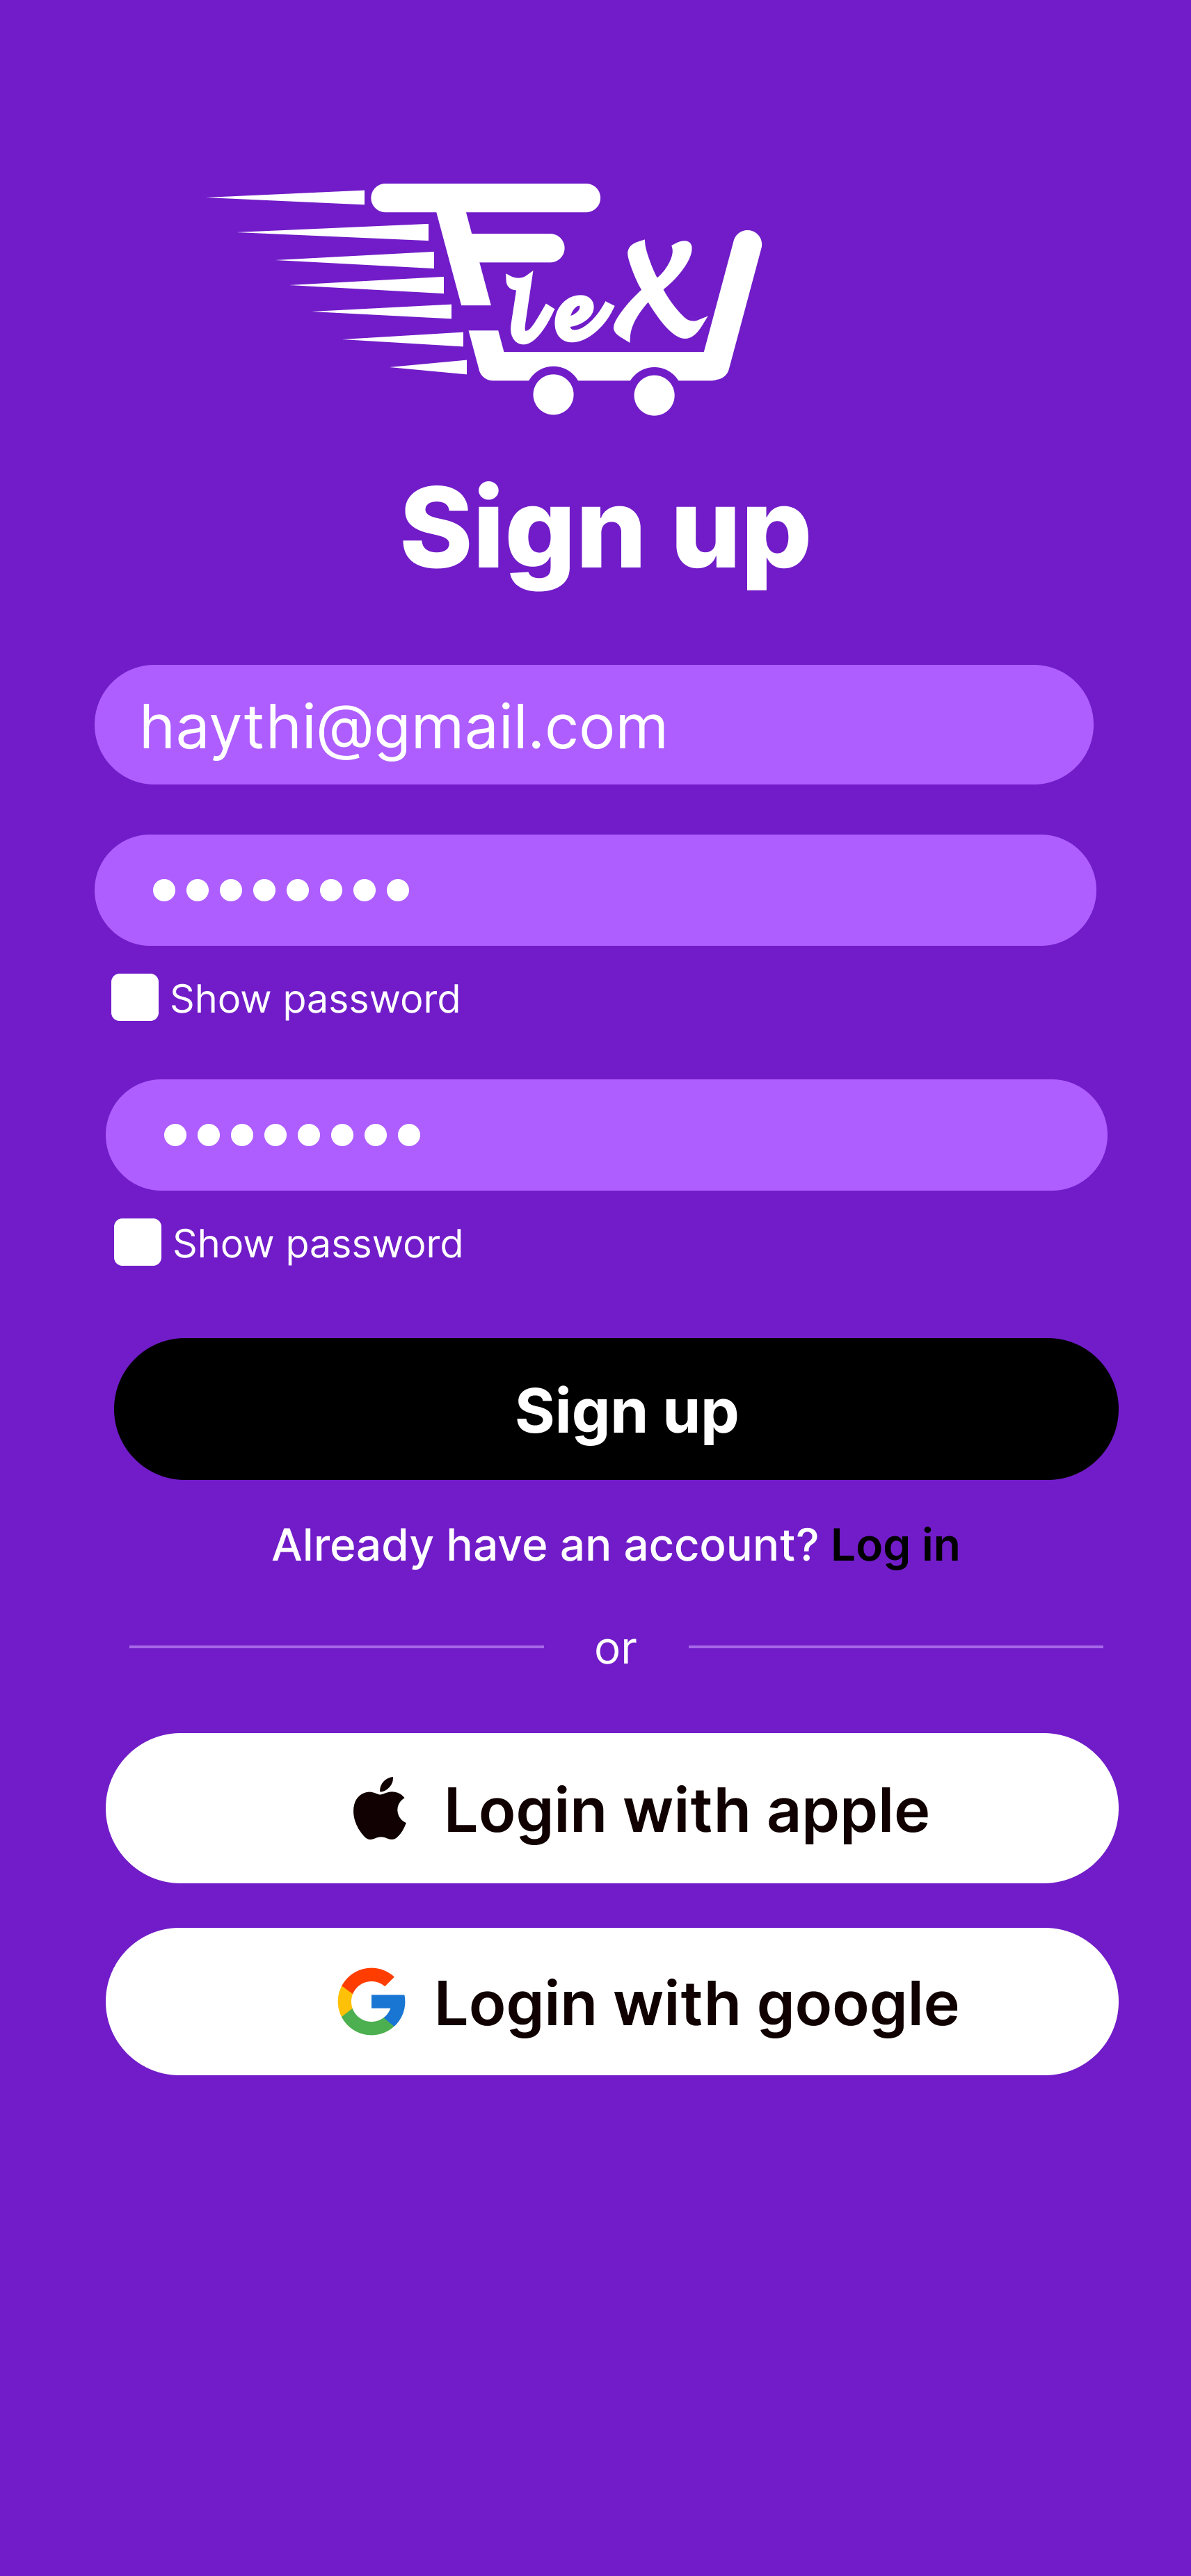 FleX
Sign up
haythi@gmail.com
Show password
Show password
Sign up
Already have an account? Log in
or
Login with apple
Login with google